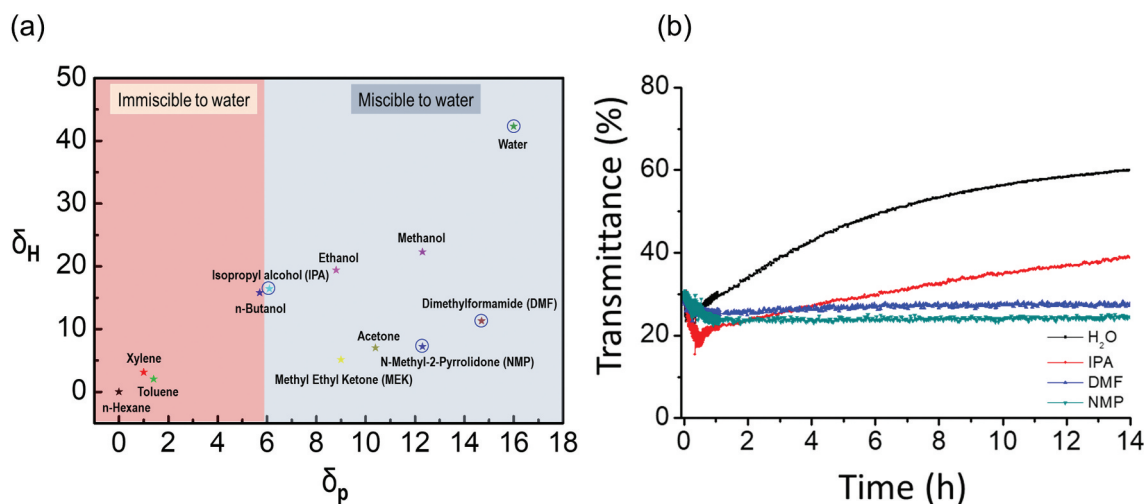 (a)
(b)
Immiscible to water
Miscible to water
Water
Methanol
Ethanol
Isopropyl alcohol (IPA)
n-Butanol
Dimethylformamide (DMF)
Acetone
N-Methyl-2-Pyrrolidone (NMP)
Methyl Ethyl Ketone (MEK)
Xylene
Toluene
n-Hexane
50
40
30
20
10
0
δH
0 2 4 6 8 10 12 14 16 18
δp
Transmittance (%)
80
60
40
20
0
H2O
IPA
DMF
NMP
0 2 4 6 8 10 12 14
Time (h)